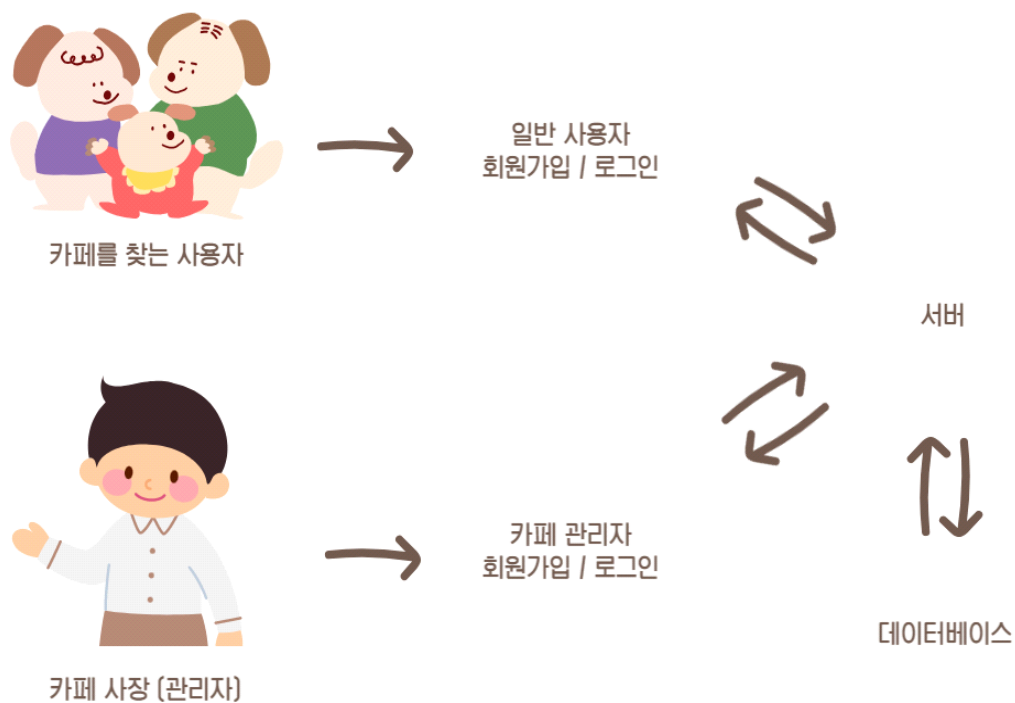 일반 사용자
회원가입 / 로그인
카페를 찾는 사용자
서버
카페 관리자
회원가입 / 로그인
데이터베이스
카페 사장 (관리자)